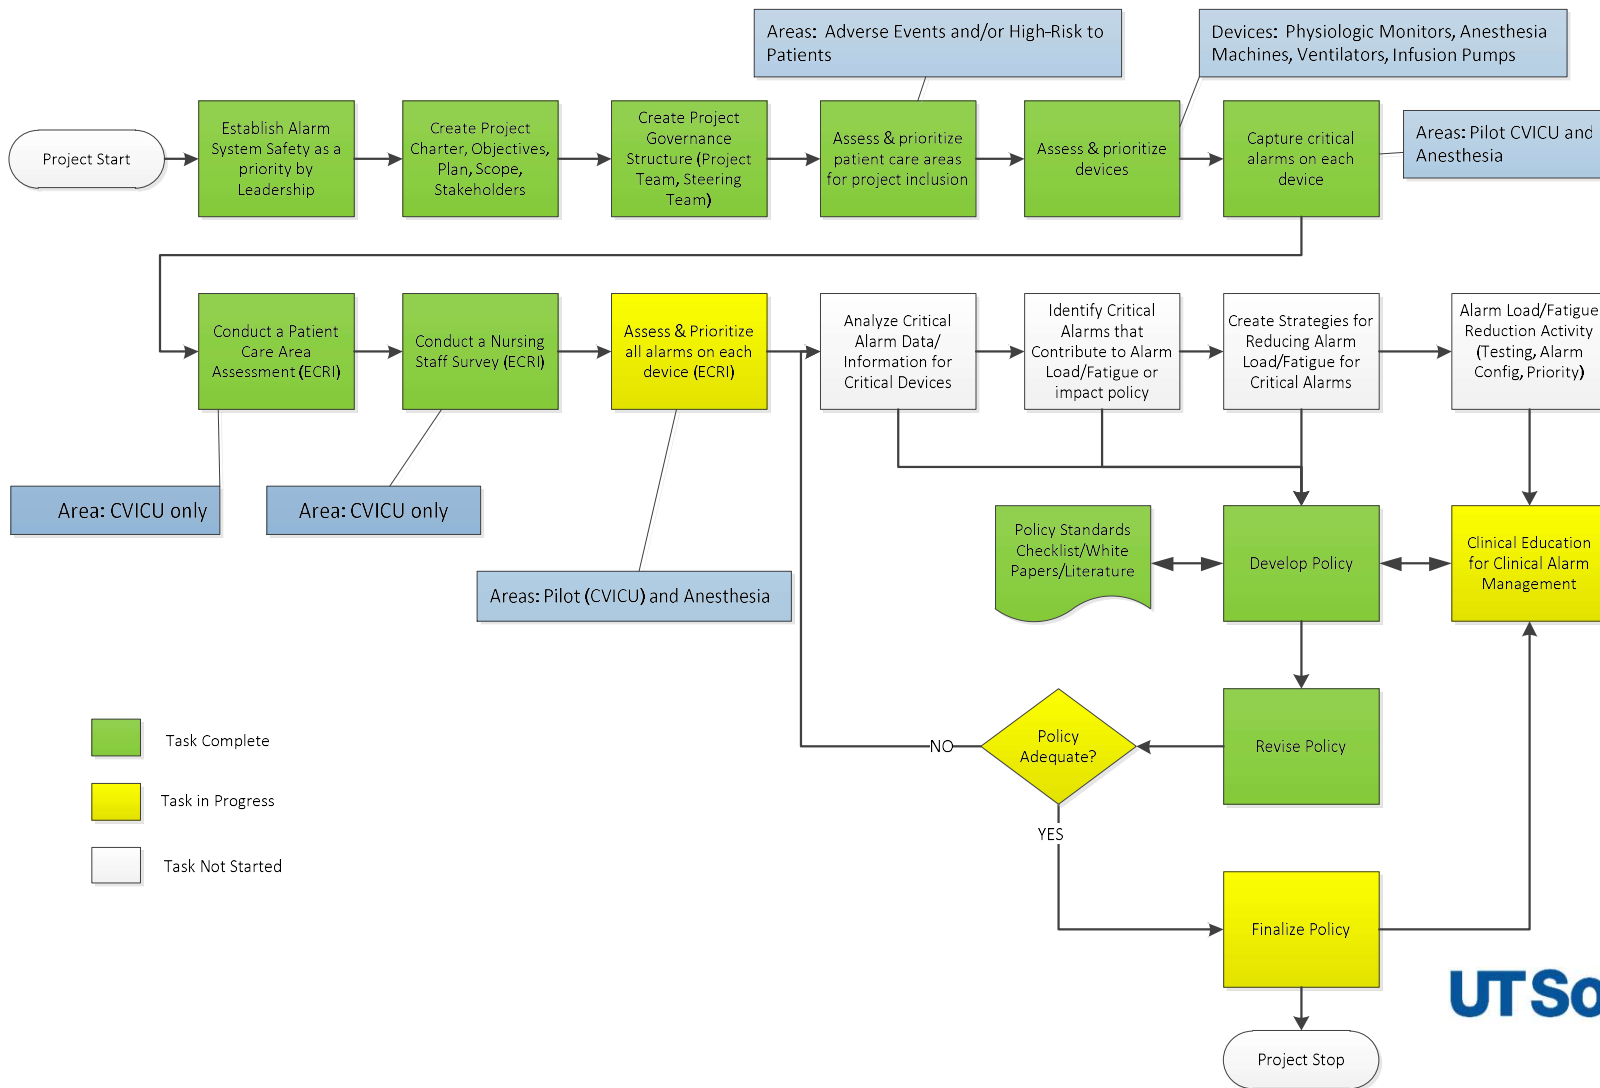 Areas: Adverse Events and/or High-Risk to
Patients
Devices: Physiologic Monitors, Anesthesia
Machines, Ventilators, Infusion Pumps
Project Start
Establish Alarm
System Safety as a
priority by
Leadership
Create Project
Charter, Objectives,
Plan, Scope,
Stakeholders
Create Project
Governance
Structure (Project
Team, Steering
Team)
Assess & prioritize
patient care areas
for project inclusion
Assess & prioritize
devices
Capture critical
alarms on each
device
Areas: Pilot CVICU and
Anesthesia
Conduct a Patient
Care Area
Assessment (ECRI)
Conduct a Nursing
Staff Survey (ECRI)
Assess & Prioritize
all alarms on each
device (ECRI)
Analyze Critical
Alarm Data/
Information for
Critical Devices
Identify Critical
Alarms that
Contribute to Alarm
Load/Fatigue or
impact policy
Create Strategies for
Reducing Alarm
Load/Fatigue for
Critical Alarms
Alarm Load/Fatigue
Reduction Activity
(Testing, Alarm
Config, Priority)
Area: CVICU only
Area: CVICU only
Areas: Pilot (CVICU) and Anesthesia
Policy Standards
Checklist/White
Papers/Literature
Develop Policy
Clinical Education
for Clinical Alarm
Management
Task Complete
Task in Progress
Task Not Started
NO
Policy
Adequate?
Revise Policy
YES
Finalize Policy
UT So
Project Stop